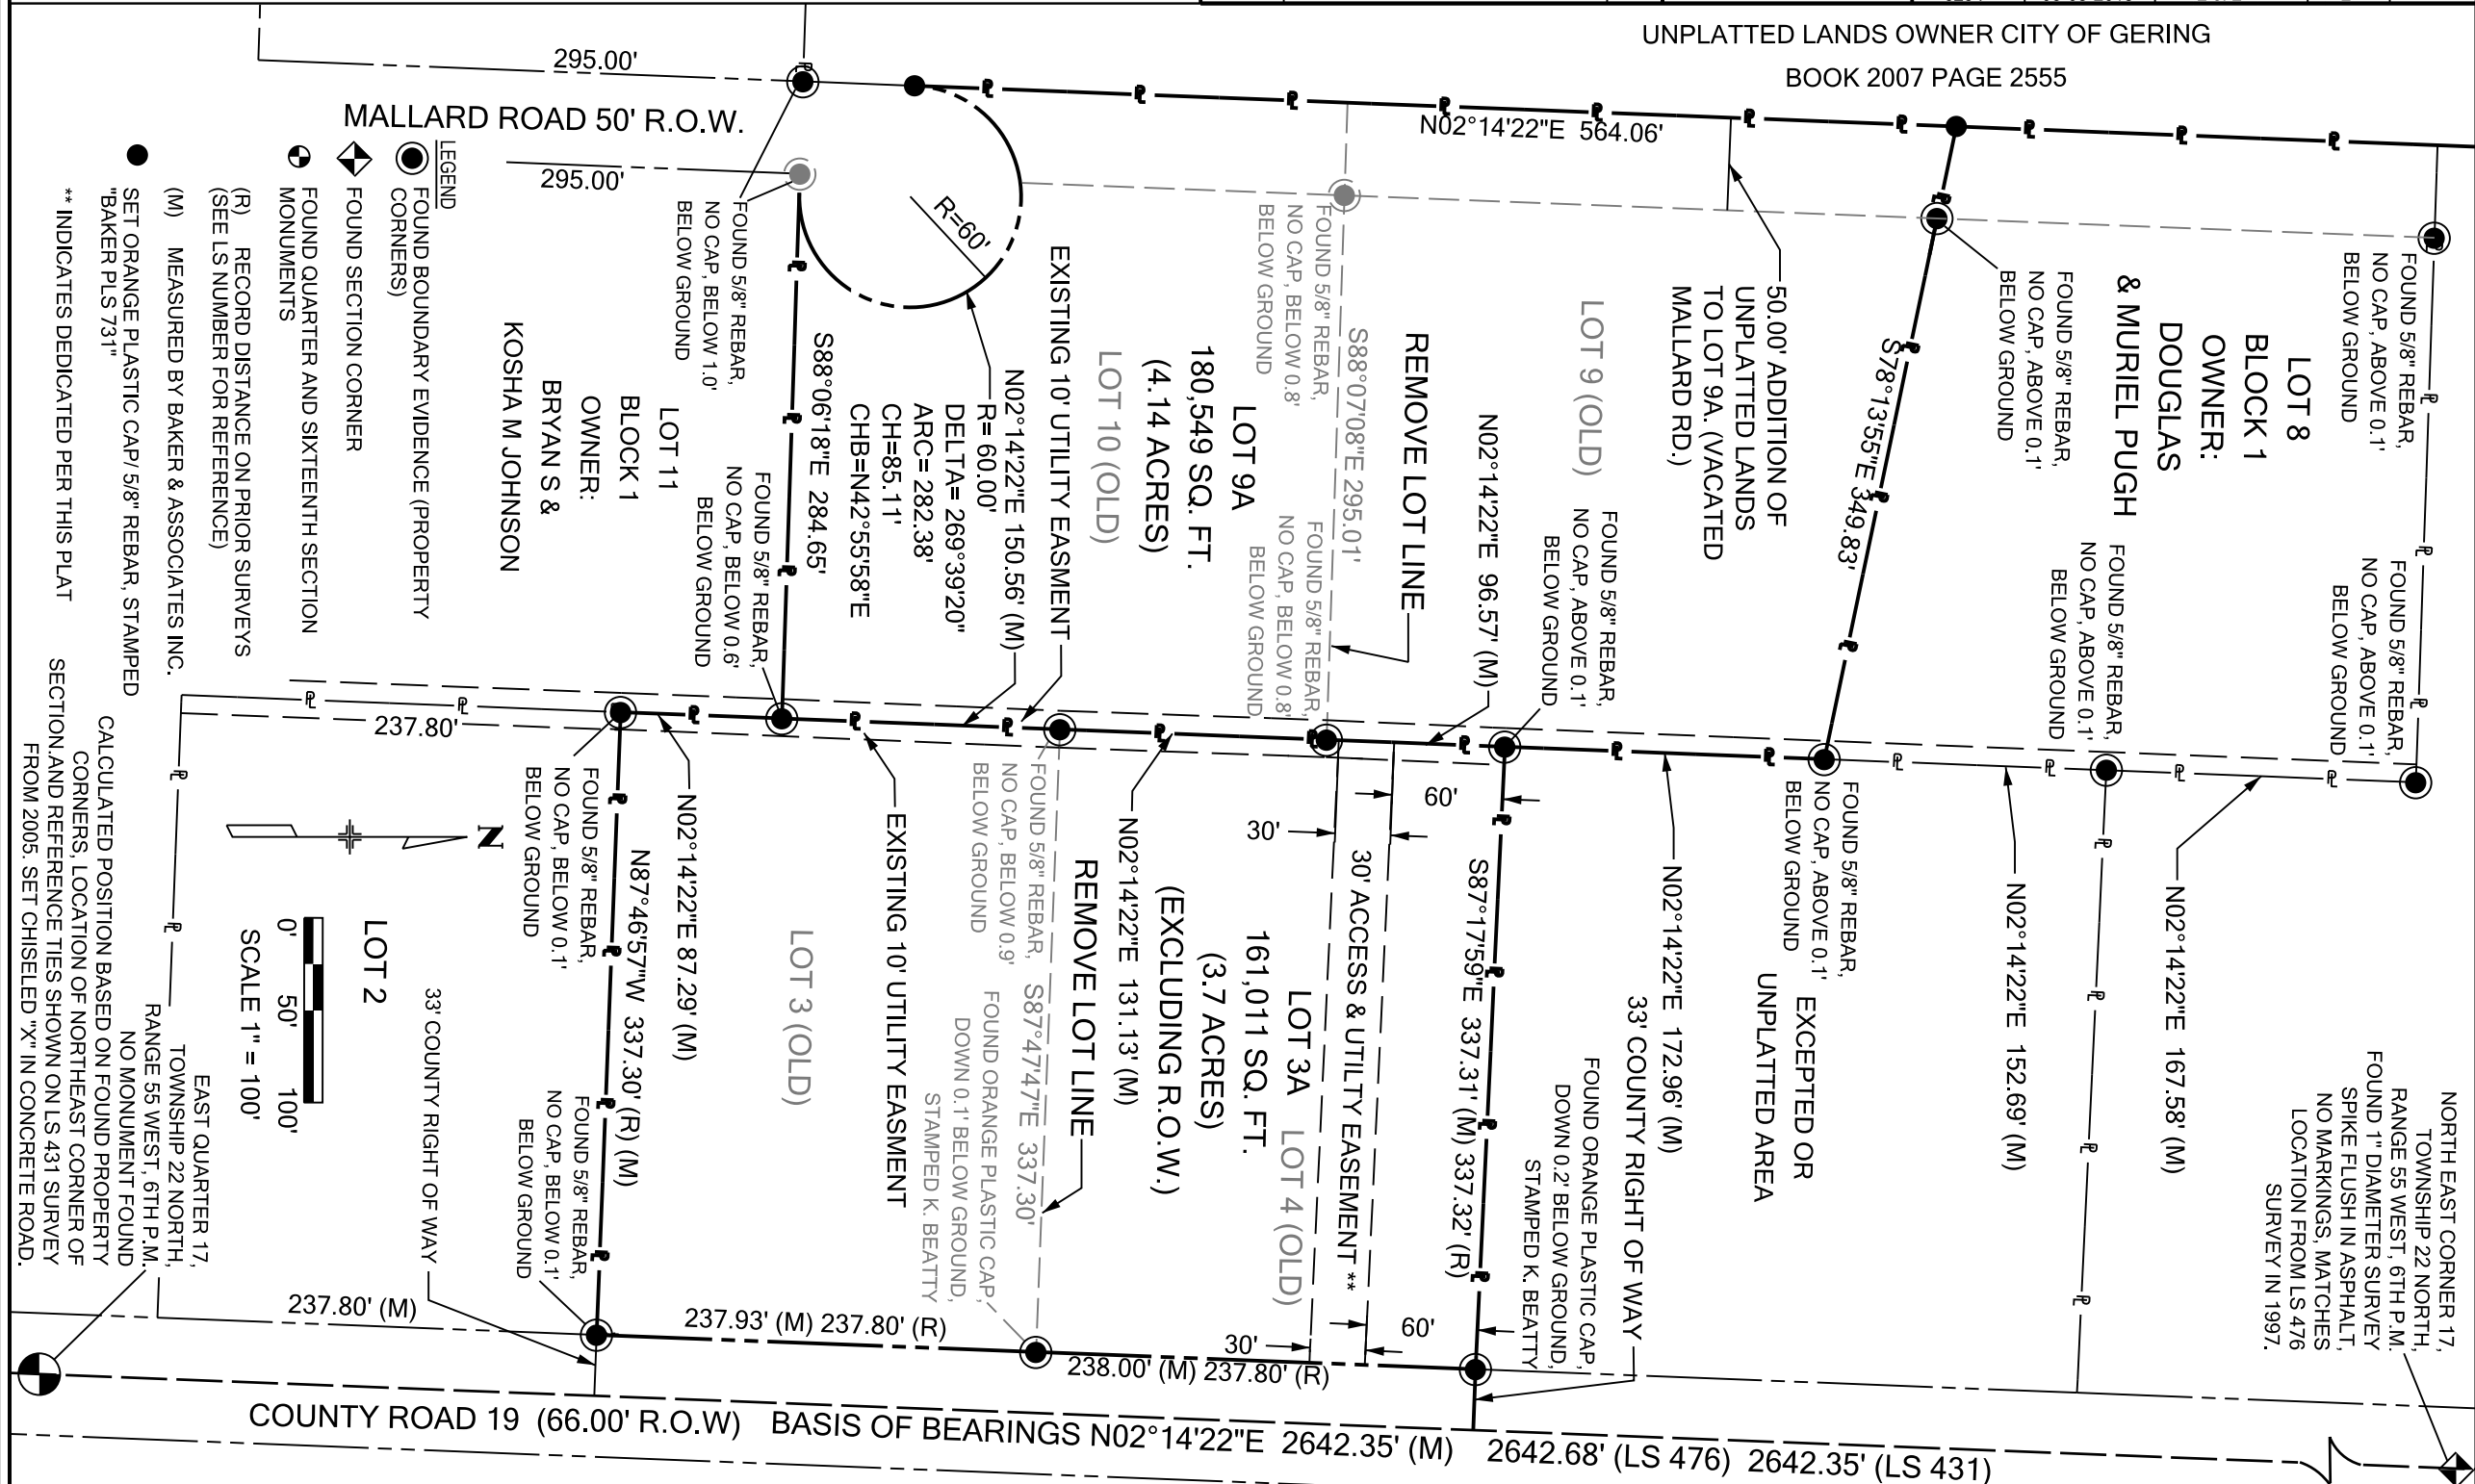 UNPLATTED LANDS OWNER CITY OF GERING
BOOK 2007 PAGE 2555
295.00'
MALLARD ROAD 50' R.O.W.
295.00'
N02°14'22"E 564.06'
R=60'
LEGEND
FOUND BOUNDARY EVIDENCE (PROPERTY
CORNERS)
FOUND SECTION CORNER
FOUND QUARTER AND SIXTEENTH SECTION
MONUMENTS
(R) RECORD DISTANCE ON PRIOR SURVEYS
(SEE LS NUMBER FOR REFERENCE)
(M) MEASURED BY BAKER & ASSOCIATES INC.
SET ORANGE PLASTIC CAP/ 5/8" REBAR, STAMPED
"BAKER PLS 731"
** INDICATES DEDICATED PER THIS PLAT
FOUND 5/8" REBAR,
NO CAP, BELOW 1.0'
BELOW GROUND
FOUND 5/8" REBAR,
NO CAP, BELOW 0.8'
BELOW GROUND
FOUND 5/8" REBAR,
NO CAP, ABOVE 0.1'
BELOW GROUND
FOUND 5/8" REBAR,
NO CAP, ABOVE 0.1'
BELOW GROUND
LOT 8
BLOCK 1
OWNER:
DOUGLAS
& MURIEL PUGH
S78°13'55"E 349.83'
50.00' ADDITION OF
UNPLATTED LANDS
TO LOT 9A. (VACATED
MALLARD RD.)
LOT 9 (OLD)
REMOVE LOT LINE
S88°07'08"E 295.01'
LOT 9A
180,549 SQ. FT.
(4.14 ACRES)
LOT 10 (OLD)
EXISTING 10' UTILITY EASMENT
N02°14'22"E 150.56' (M)
R= 60.00'
DELTA= 269°39'20"
ARC= 282.38'
CH=85.11'
CHB=N42°55'58"E
S88°06'18"E 284.65'
LOT 11
BLOCK 1
OWNER:
BRYAN S &
KOSHA M JOHNSON
FOUND 5/8" REBAR,
NO CAP, BELOW 0.6'
BELOW GROUND
FOUND 5/8" REBAR,
NO CAP, BELOW 0.8'
BELOW GROUND
N02°14'22"E 96.57' (M)
FOUND 5/8" REBAR,
NO CAP, ABOVE 0.1'
BELOW GROUND
FOUND 5/8" REBAR,
NO CAP, ABOVE 0.1'
BELOW GROUND
FOUND 5/8" REBAR,
NO CAP, ABOVE 0.1'
BELOW GROUND
237.80'
FOUND 5/8" REBAR,
NO CAP, BELOW 0.1'
BELOW GROUND
N02°14'22"E 87.29' (M)
N87°46'57"W 337.30' (R) (M)
EXISTING 10' UTILITY EASMENT
LOT 3 (OLD)
FOUND 5/8" REBAR,
NO CAP, BELOW 0.9'
BELOW GROUND
S87°47'47"E 337.30'
REMOVE LOT LINE
N02°14'22"E 131.13' (M)
LOT 3A
161,011 SQ. FT.
(3.7 ACRES)
(EXCLUDING R.O.W.)
LOT 4 (OLD)
60'
30'
30' ACCESS & UTILTY EASEMENT **
S87°17'59"E 337.31' (M) 337.32' (R)
N02°14'22"E 172.96' (M)
33' COUNTY RIGHT OF WAY
FOUND 5/8" REBAR,
NO CAP, ABOVE 0.1'
BELOW GROUND
EXCEPTED OR
UNPLATTED AREA
N02°14'22"E 152.69' (M)
N02°14'22"E 167.58' (M)
NORTH EAST CORNER 17,
TOWNSHIP 22 NORTH,
RANGE 55 WEST, 6TH P.M.
FOUND 1" DIAMETER SURVEY
SPIKE FLUSH IN ASPHALT,
NO MARKINGS, MATCHES
LOCATION FROM LS 476
SURVEY IN 1997.
FOUND ORANGE PLASTIC CAP,
DOWN 0.2' BELOW GROUND,
STAMPED K. BEATTY
FOUND ORANGE PLASTIC CAP,
DOWN 0.1' BELOW GROUND,
STAMPED K. BEATTY
FOUND 5/8" REBAR,
NO CAP, BELOW 0.1'
BELOW GROUND
N
0' 50' 100'
SCALE 1" = 100'
LOT 2
33' COUNTY RIGHT OF WAY
EAST QUARTER 17,
TOWNSHIP 22 NORTH,
RANGE 55 WEST, 6TH P.M.
NO MONUMENT FOUND
CALCULATED POSITION BASED ON FOUND PROPERTY
CORNERS, LOCATION OF NORTHEAST CORNER OF
SECTION AND REFERENCE TIES SHOWN ON LS 431 SURVEY
FROM 2005. SET CHISELED "X" IN CONCRETE ROAD.
237.80' (M)
237.93' (M) 237.80' (R)
30'
60'
238.00' (M) 237.80' (R)
COUNTY ROAD 19 (66.00' R.O.W) BASIS OF BEARINGS N02°14'22"E 2642.35' (M) 2642.68' (LS 476) 2642.35' (LS 431)